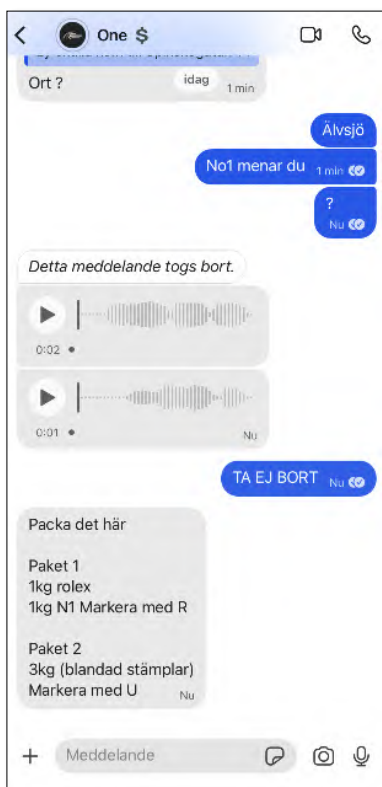 One $
Ort ?
idag
1 min
Älvsjö
No1 menar du 1 min
?
Nu
Detta meddelande togs bort.
0:02
0:01
Nu
TA EJ BORT Nu
Packa det här
Paket 1
1kg rolex
1kg N1 Markera med R
Paket 2
3kg (blandad stämplar)
Markera med U
Nu
Meddelande